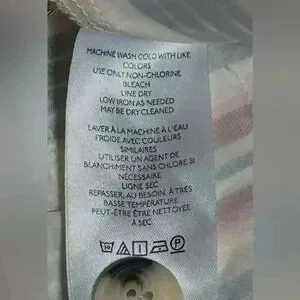 MACHINE WASH COLD WITH LIKE
COLORS
USE ONLY NON-CHLORINE
BLEACH
LINE DRY
LOW IRON AS NEEDED
MAY BE DRY CLEANED
LAVER À LA MACHINE À L'EAU
FROIDE AVEC COULEURS
SIMILAIRES
UTILISER UN AGENT DE
BLANCHIMENT SANS CHLORE SI
NÉCESSAIRE
LIGNE SEC
REPASSER, AU BESOIN, À TRÈS
BASSE TEMPÉRATURE
PEUT-ÊTRE ÊTRE NETTOYÉE
À SEC
30 P